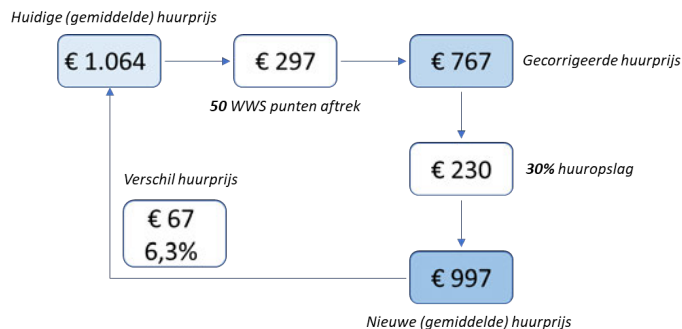 Huidige (gemiddelde) huurprijs
€ 1.064
€ 297
€ 767
Gecorrigeerde huurprijs
50 WWS punten aftrek
€ 230
30% huuropslag
Verschil huurprijs
€ 67
6,3%
€ 997
Nieuwe (gemiddelde) huurprijs